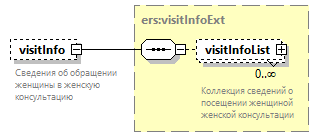 ers:visitInfoExt
visitInfo
visitInfoList
0..∞
Сведения об обращении
женщины в женскую
консультацию
Коллекция сведений о
посещении женщиной
женской консультации